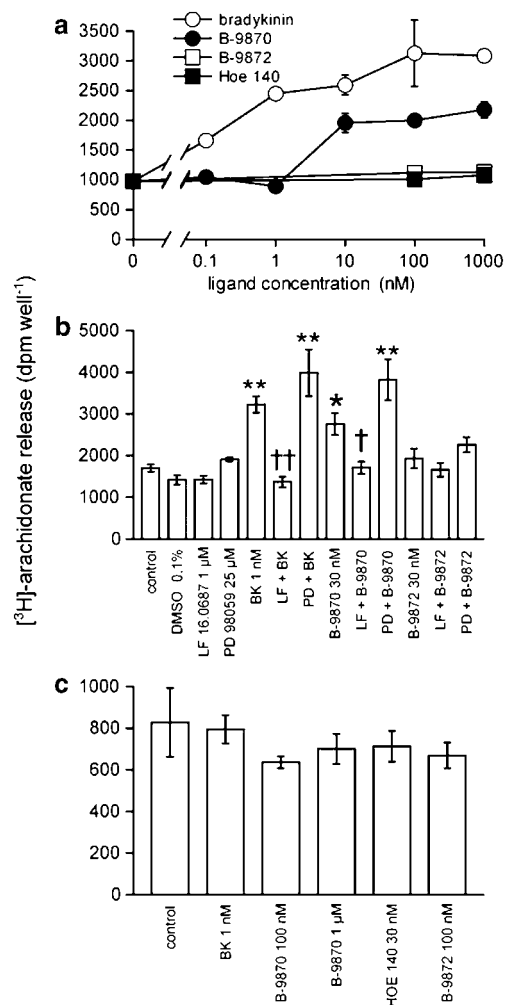 a
bradykinin
B-9870
B-9872
Hoe 140
3500
3000
2500
2000
1500
1000
500
0
0 0.1 1 10 100 1000
ligand concentration (nM)
[³H]-arachidonate release (dpm well⁻¹)
b
5000
4000
3000
2000
1000
0
**
††
**
*
†
**
control
DMSO 0.1%
LF 16.0687 1 µM
PD 98059 25 µM
BK 1 nM
LF + BK
PD + BK
B-9870 30 nM
LF + B-9870
PD + B-9870
B-9872 30 nM
LF + B-9872
PD + B-9872
c
1000
800
600
400
200
0
control
BK 1 nM
B-9870 100 nM
B-9870 1 µM
HOE 140 30 nM
B-9872 100 nM